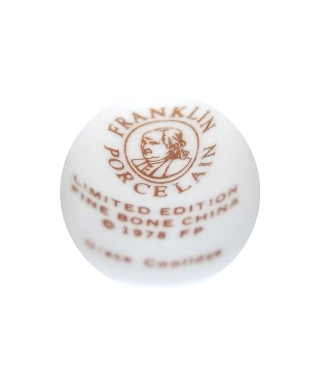 FRANKLIN
PORCELAIN
LIMITED EDITION
FINE BONE CHINA
© 1978 FP
Grace Coolidge